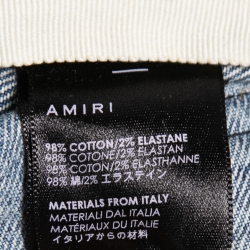 AMIRI
98% COTTON/2% ELASTANE
98% COTONE/2% ELASTAN
98% COTON/2% ELASTHANNE
98% 綿/2% エラステイン
MATERIALS FROM ITALY
MATERIALI DAL ITALIA
MATÉRIAUX DU ITALIA
イタリアからの材料